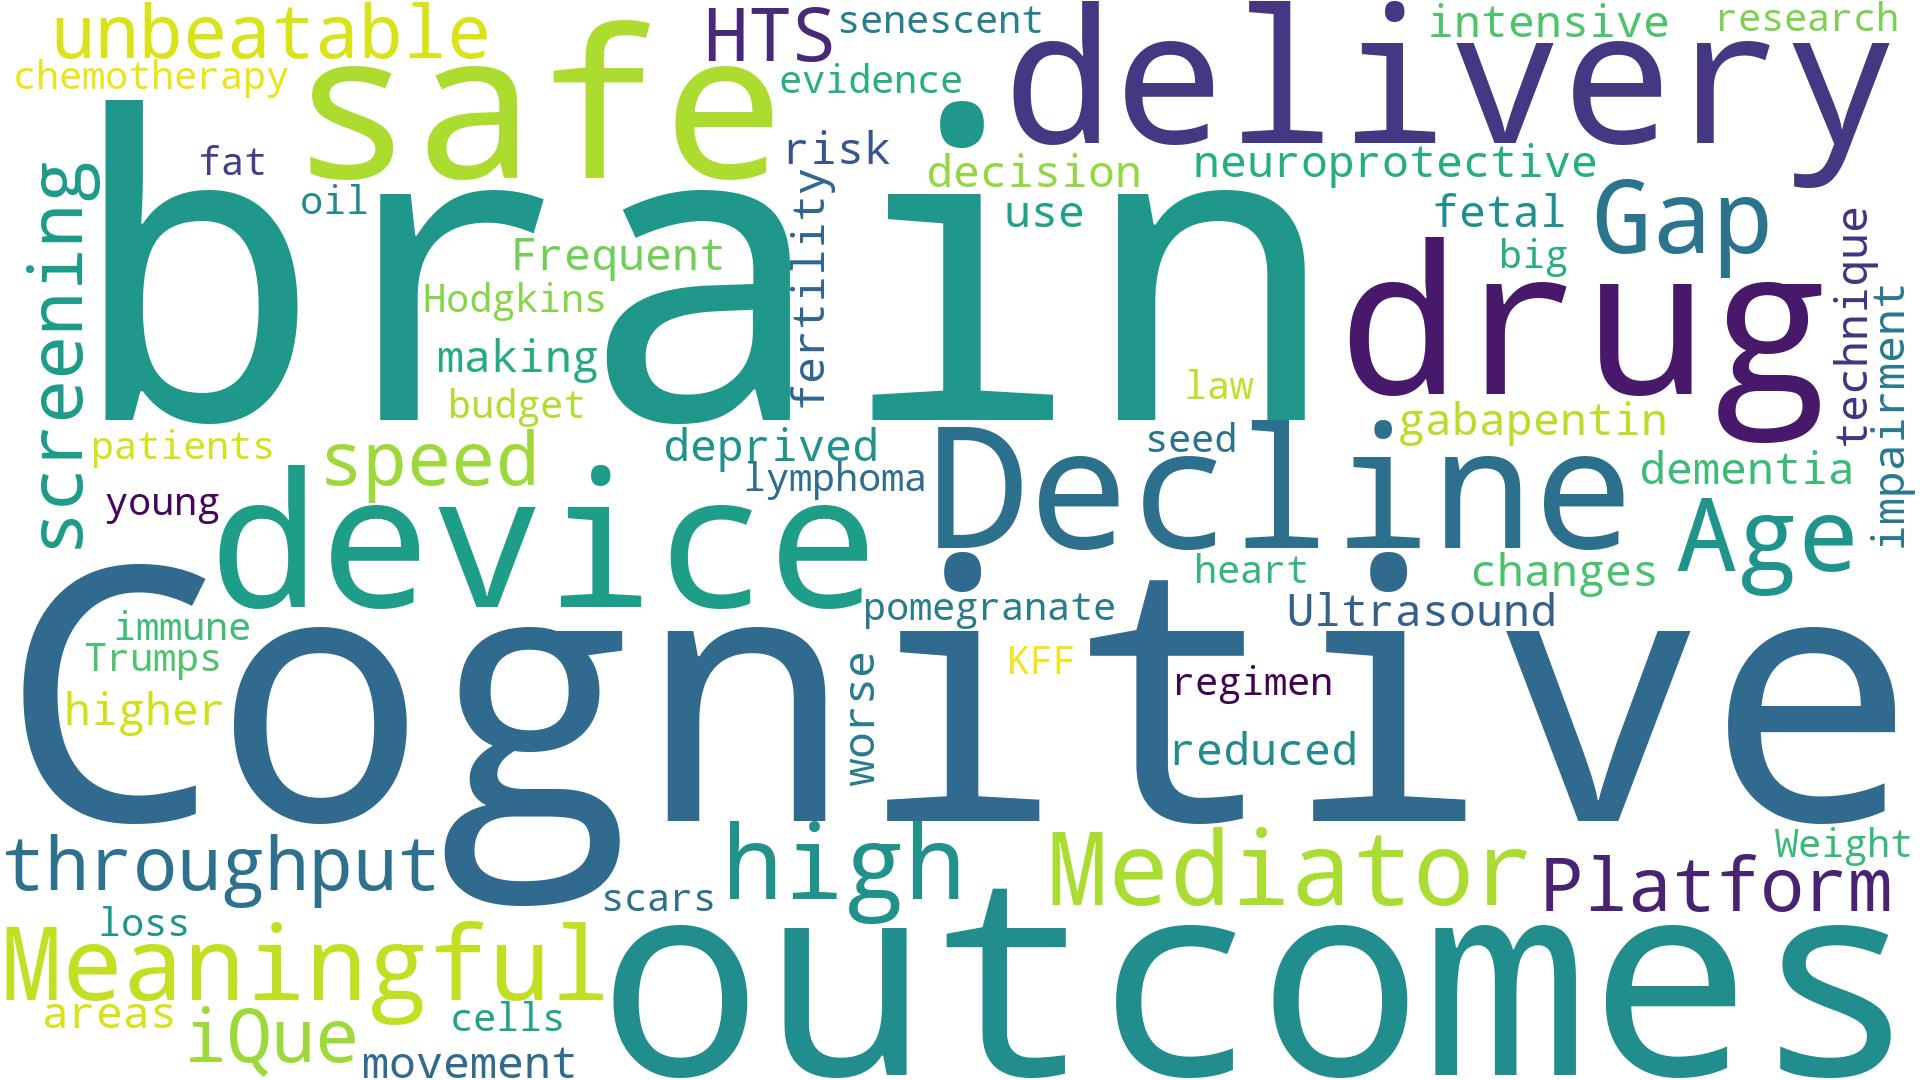 unbeatable
HTS
senescent
delivery
intensive
research
chemotherapy
safe
evidence
brain
fat
oil
risk
decision
neuroprotective
use
fetal
Gap
screening
Frequent
fertility
big
technique
Hodgkins
drug
impairment
making
budget
law
patients
speed
deprived
Decline
seed
gabapentin
lymphoma
dementia
young
device
Age
heart
changes
Cognitive
immune
pomegranate
Ultrasound
Trumps
KFF
worse
regimen
higher
reduced
throughput
high
Mediator
Platform
Weight
scars
loss
Meaningful
outcomes
areas
iQue
cells
movement